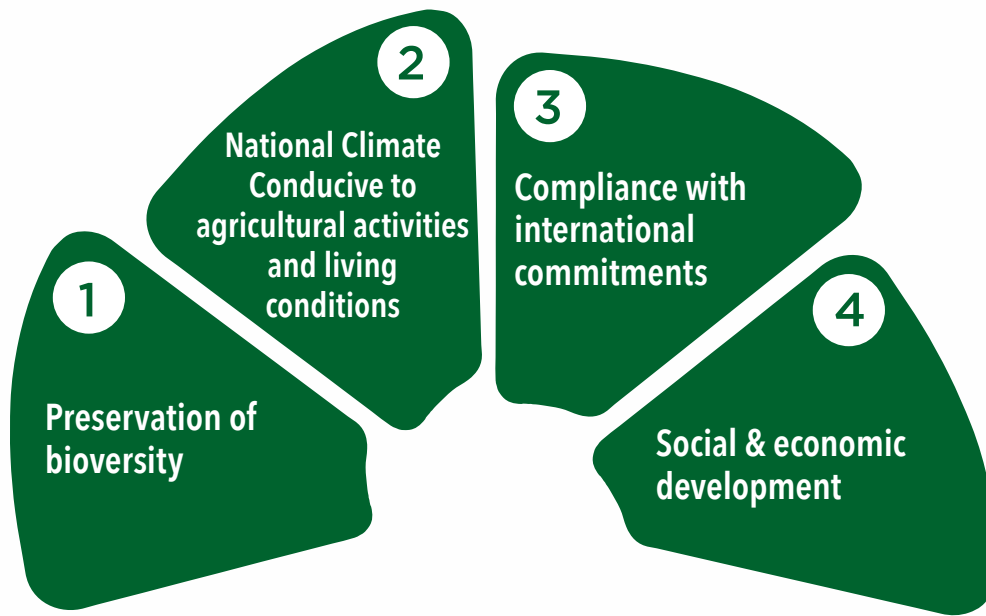 1
Preservation of
bioversity
2
National Climate
Conducive to
agricultural activities
and living
conditions
3
Compliance with
international
commitments
4
Social & economic
development